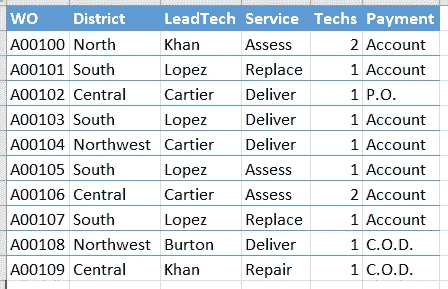 WO District LeadTech Service Techs Payment
A00100 North Khan Assess 2 Account
A00101 South Lopez Replace 1 Account
A00102 Central Cartier Deliver 1 P.O.
A00103 South Lopez Deliver 1 Account
A00104 Northwest Cartier Deliver 1 Account
A00105 South Lopez Assess 1 Account
A00106 Central Cartier Assess 2 Account
A00107 South Lopez Replace 1 Account
A00108 Northwest Burton Deliver 1 C.O.D.
A00109 Central Khan Repair 1 C.O.D.